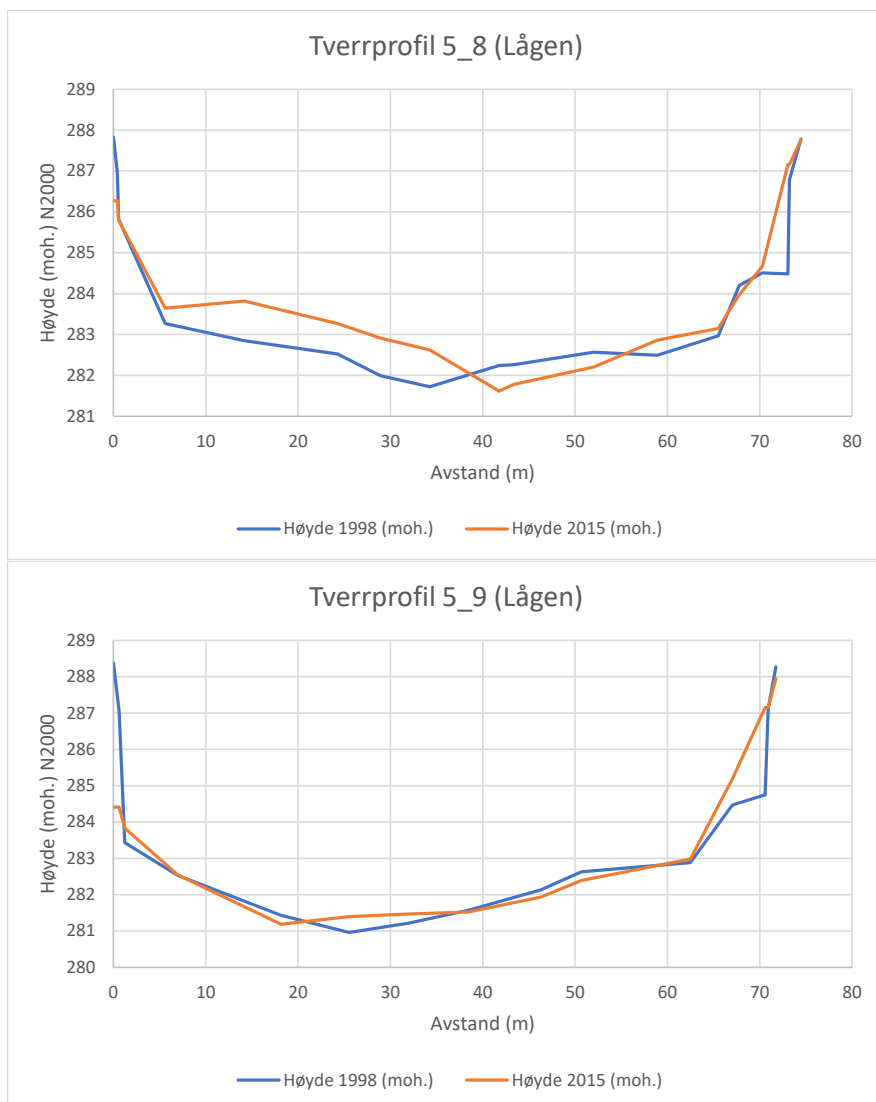 Tverrprofil 5_8 (Lågen)
289
288
287
286
285
284
283
282
281
Høyde (moh.) N2000
0 10 20 30 40 50 60 70 80
Avstand (m)
Høyde 1998 (moh.) Høyde 2015 (moh.)
Tverrprofil 5_9 (Lågen)
289
288
287
286
285
284
283
282
281
280
Høyde (moh.) N2000
0 10 20 30 40 50 60 70 80
Avstand (m)
Høyde 1998 (moh.) Høyde 2015 (moh.)